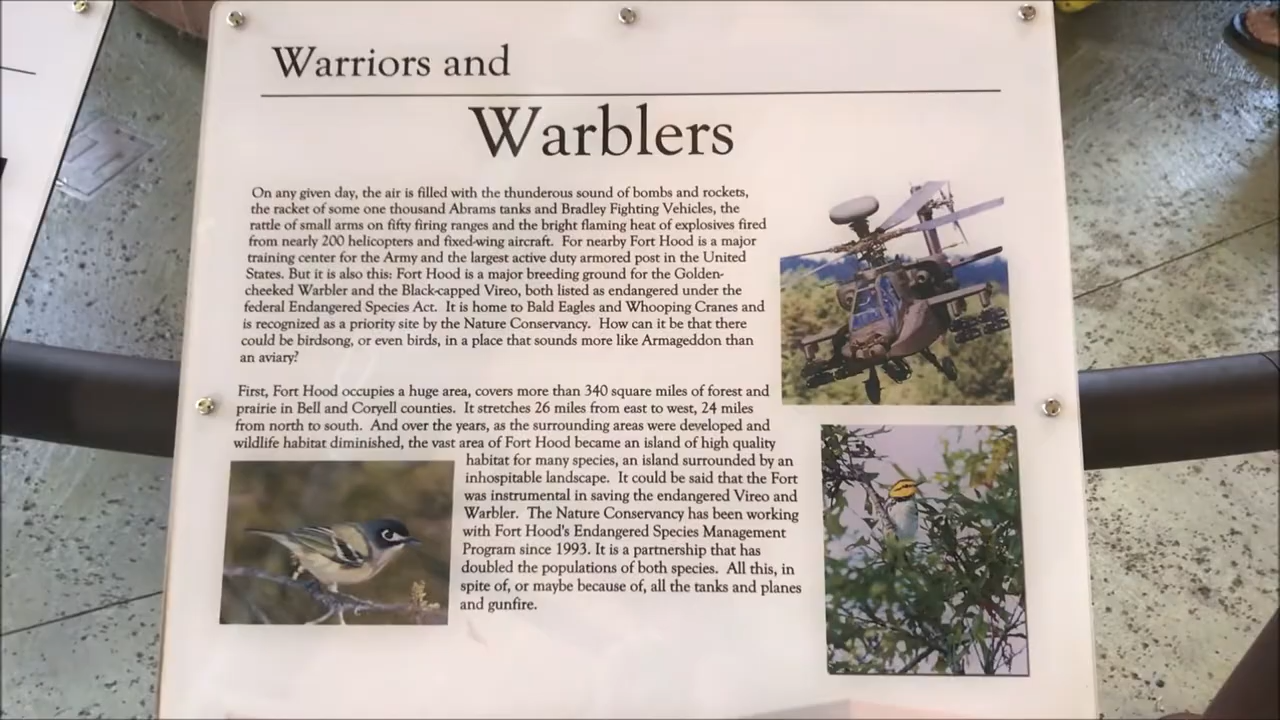 Warriors and
Warblers
On any given day, the air is filled with the thunderous sound of bombs and rockets,
the racket of some one thousand Abrams tanks and Bradley Fighting Vehicles, the
rattle of small arms on fifty firing ranges and the bright flaming heat of explosives fired
from nearly 200 helicopters and fixed-wing aircraft. For nearby Fort Hood is a major
training center for the Army and the largest active duty armored post in the United
States. But it is also this: Fort Hood is a major breeding ground for the Golden-
cheeked Warbler and the Black-capped Vireo, both listed as endangered under the
federal Endangered Species Act. It is home to Bald Eagles and Whooping Cranes and
is recognized as a priority site by the Nature Conservancy. How can it be that there
could be birdsong, or even birds, in a place that sounds more like Armageddon than
an aviary?
First, Fort Hood occupies a huge area, covers more than 340 square miles of forest and
prairie in Bell and Coryell counties. It stretches 26 miles from east to west, 24 miles
from north to south. And over the years, as the surrounding areas were developed and
wildlife habitat diminished, the vast area of Fort Hood became an island of high quality
habitat for many species, an island surrounded by an
inhospitable landscape. It could be said that the Fort
was instrumental in saving the endangered Vireo and
Warbler. The Nature Conservancy has been working
with Fort Hood's Endangered Species Management
Program since 1993. It is a partnership that has
doubled the populations of both species. All this, in
spite of, or maybe because of, all the tanks and planes
and gunfire.